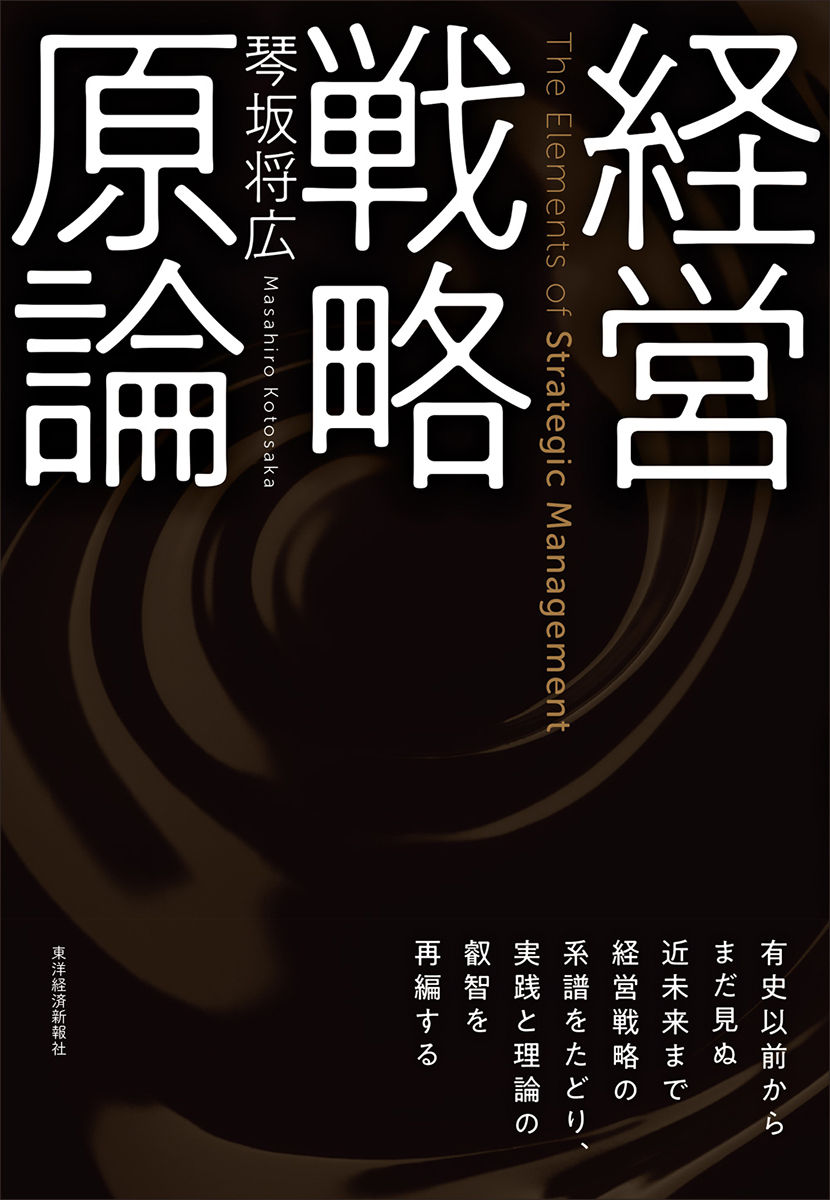 経営
The Elements of Strategic Management
戦略
琴坂将広
Masahiro Kotosaka
原論
有史以前から
まだ見ぬ
近未来まで
経営戦略の
系譜をたどり、
実践と理論の
叡智を
再編する
東洋経済新報社